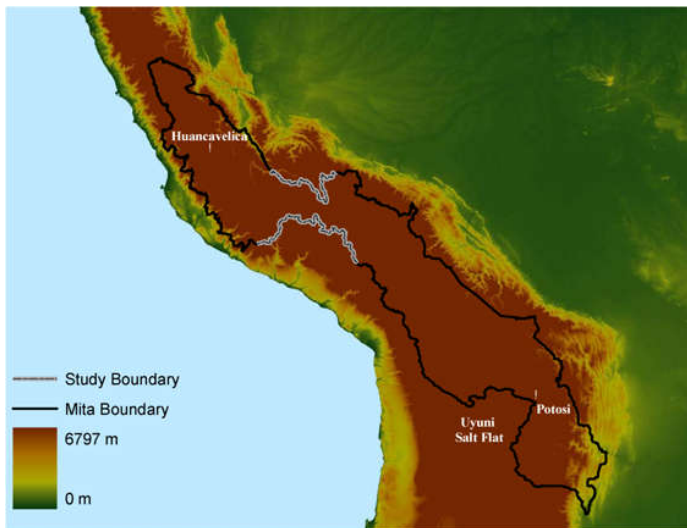 Huancavelica
Study Boundary
Mita Boundary
6797 m
0 m
Uyuni
Salt Flat
Potosi